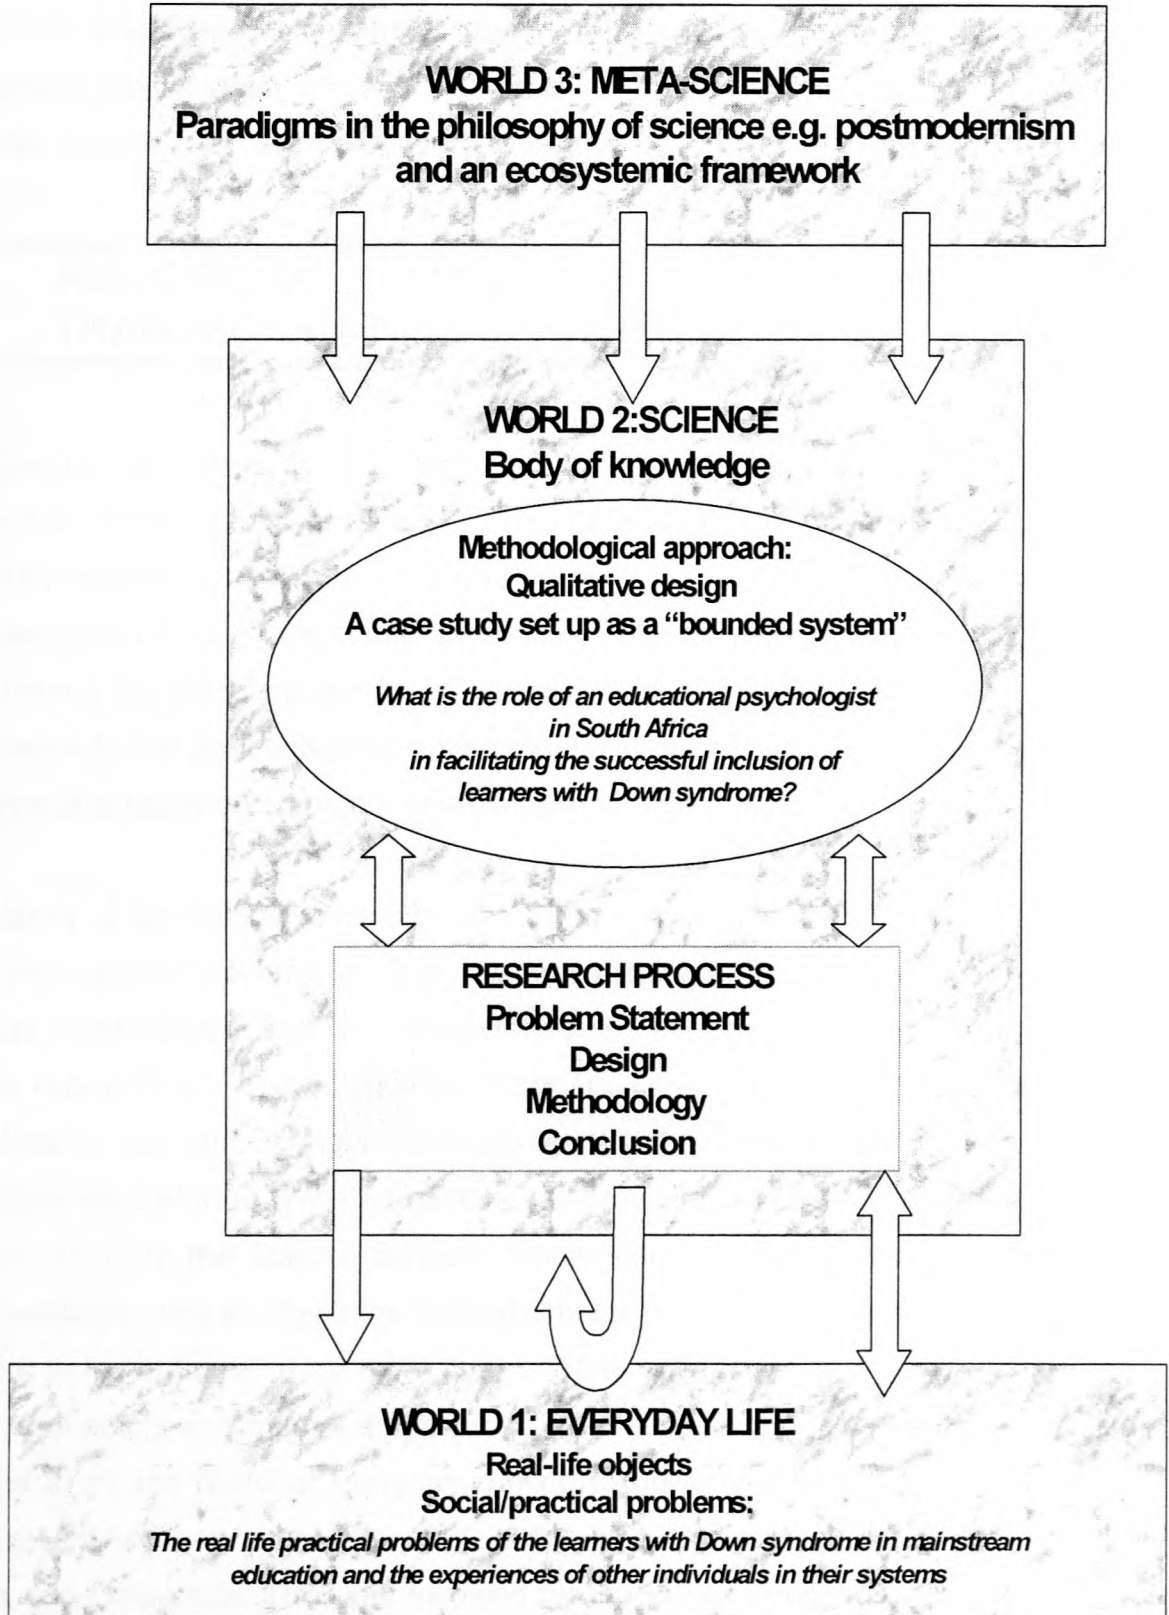 WORLD 3: META-SCIENCE
Paradigms in the philosophy of science e.g. postmodernism
and an ecosystemic framework
WORLD 2:SCIENCE
Body of knowledge
Methodological approach:
Qualitative design
A case study set up as a “bounded system”
What is the role of an educational psychologist
in South Africa
in facilitating the successful inclusion of
learners with Down syndrome?
RESEARCH PROCESS
Problem Statement
Design
Methodology
Conclusion
WORLD 1: EVERYDAY LIFE
Real-life objects
Social/practical problems:
The real life practical problems of the learners with Down syndrome in mainstream
education and the experiences of other individuals in their systems